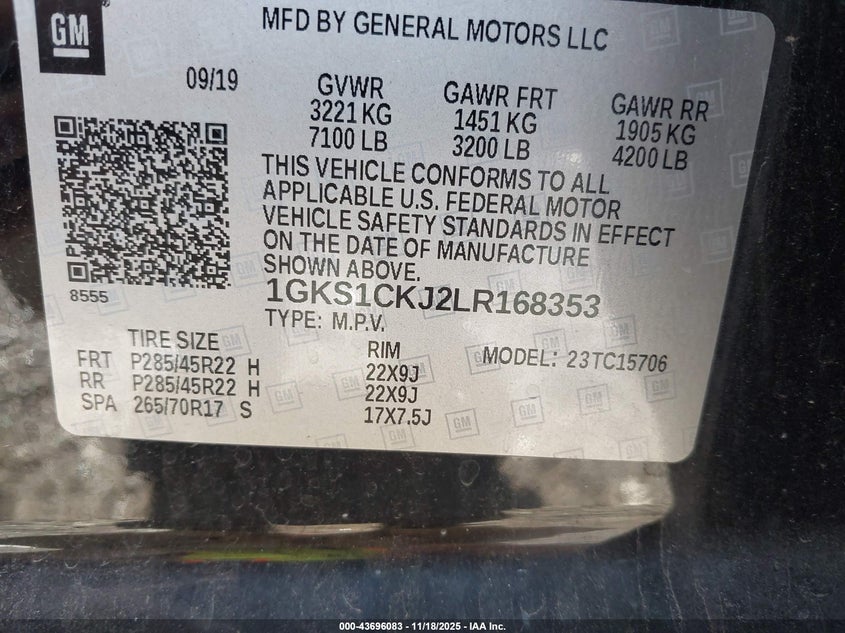 GM
MFD BY GENERAL MOTORS LLC
09/19
GVWR
3221 KG
7100 LB
GAWR FRT
1451 KG
3200 LB
GAWR RR
1905 KG
4200 LB
THIS VEHICLE CONFORMS TO ALL
APPLICABLE U.S. FEDERAL MOTOR
VEHICLE SAFETY STANDARDS IN EFFECT
ON THE DATE OF MANUFACTURE
SHOWN ABOVE.
8555
1GKS1CKJ2LR168353
TYPE: M.P.V.
TIRE SIZE
RIM
MODEL: 23TC15706
FRT P285/45R22 H 22X9J
RR P285/45R22 H 22X9J
SPA 265/70R17 S 17X7.5J
000-43696083 — 11/18/2025 — IAA Inc.